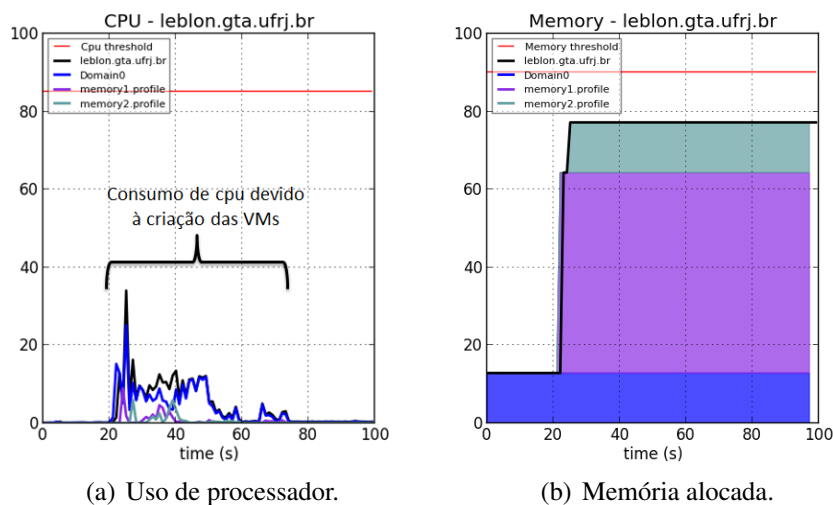 CPU - leblon.gta.ufrj.br
100
80
60
40
20
0
Cpu threshold
leblon.gta.ufrj.br
Domain0
memory1.profile
memory2.profile
Consumo de cpu devido
à criação das VMs
0 20 40 60 80 100
time (s)
(a) Uso de processador.
Memory - leblon.gta.ufrj.br
100
80
60
40
20
0
Memory threshold
leblon.gta.ufrj.br
Domain0
memory1.profile
memory2.profile
0 20 40 60 80 100
time (s)
(b) Memória alocada.